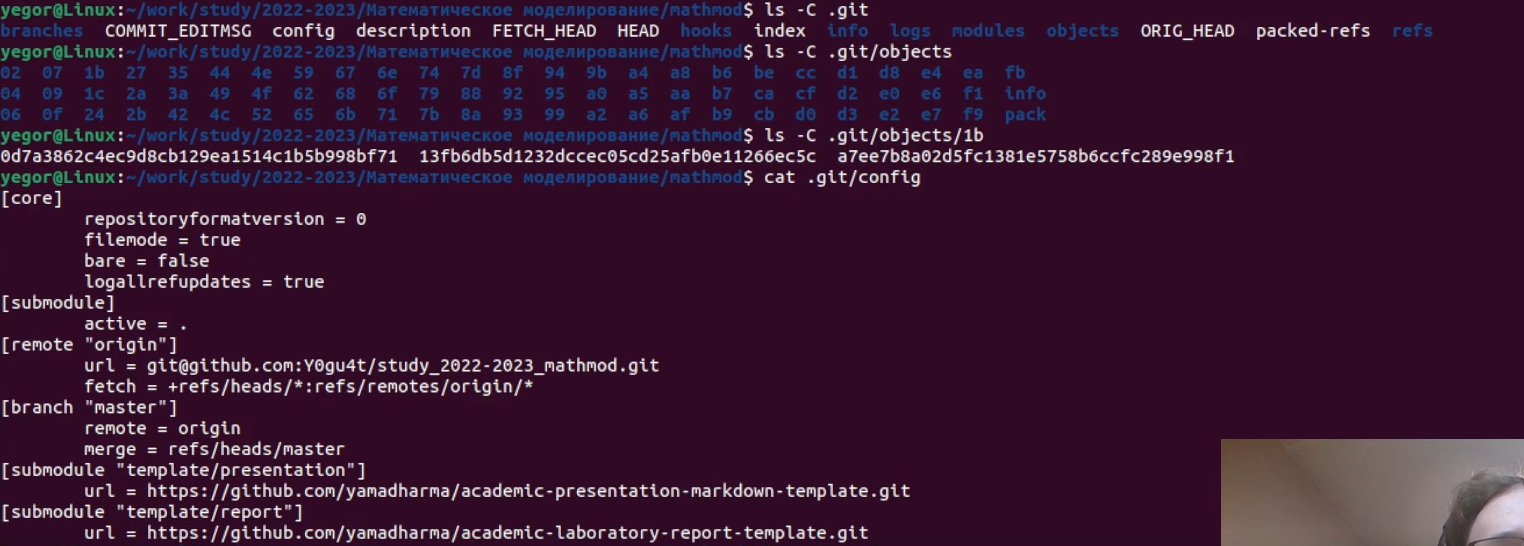 yegor@Linux:~/work/study/2022-2023/Математическое моделирование/mathmod$ ls -C .git
branches  COMMIT_EDITMSG  config  description  FETCH_HEAD  HEAD  hooks  index  info  logs  modules  objects  ORIG_HEAD  packed-refs  refs
yegor@Linux:~/work/study/2022-2023/Математическое моделирование/mathmod$ ls -C .git/objects
02  07  1b  27  35  44  4e  59  67  6e  74  7d  8f  94  9b  a4  a8  b6  be  cc  d1  d8  e4  ea  fb
04  09  1c  2a  3a  49  4f  62  68  6f  79  88  92  95  a0  a5  aa  b7  ca  cf  d2  e0  e6  f1  info
06  0f  24  2b  42  4c  52  65  6b  71  7b  8a  93  99  a2  a6  af  b9  cb  d0  d3  e2  e7  f9  pack
yegor@Linux:~/work/study/2022-2023/Математическое моделирование/mathmod$ ls -C .git/objects/1b
0d7a3862c4ec9d8cb129ea1514c1b5b998bf71  13fb6db5d1232dccec05cd25afb0e11266ec5c  a7ee7b8a02d5fc1381e5758b6ccfc289e998f1
yegor@Linux:~/work/study/2022-2023/Математическое моделирование/mathmod$ cat .git/config
[core]
        repositoryformatversion = 0
        filemode = true
        bare = false
        logallrefupdates = true
[submodule]
        active = .
[remote "origin"]
        url = git@github.com:Y0gu4t/study_2022-2023_mathmod.git
        fetch = +refs/heads/*:refs/remotes/origin/*
[branch "master"]
        remote = origin
        merge = refs/heads/master
[submodule "template/presentation"]
        url = https://github.com/yamadharma/academic-presentation-markdown-template.git
[submodule "template/report"]
        url = https://github.com/yamadharma/academic-laboratory-report-template.git